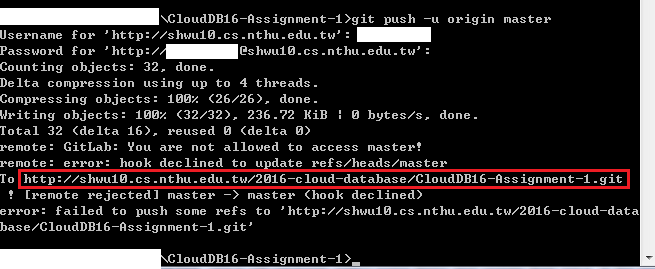 \CloudDB16-Assignment-1>git push -u origin master
Username for 'http://shwu10.cs.nthu.edu.tw':
Password for 'http://@shwu10.cs.nthu.edu.tw':
Counting objects: 32, done.
Delta compression using up to 4 threads.
Compressing objects: 100% (26/26), done.
Writing objects: 100% (32/32), 236.72 KiB | 0 bytes/s, done.
Total 32 (delta 16), reused 0 (delta 0)
remote: GitLab: You are not allowed to access master!
remote: error: hook declined to update refs/heads/master
To http://shwu10.cs.nthu.edu.tw/2016-cloud-database/CloudDB16-Assignment-1.git
! [remote rejected] master -> master (hook declined)
error: failed to push some refs to 'http://shwu10.cs.nthu.edu.tw/2016-cloud-data
base/CloudDB16-Assignment-1.git'
\CloudDB16-Assignment-1>_